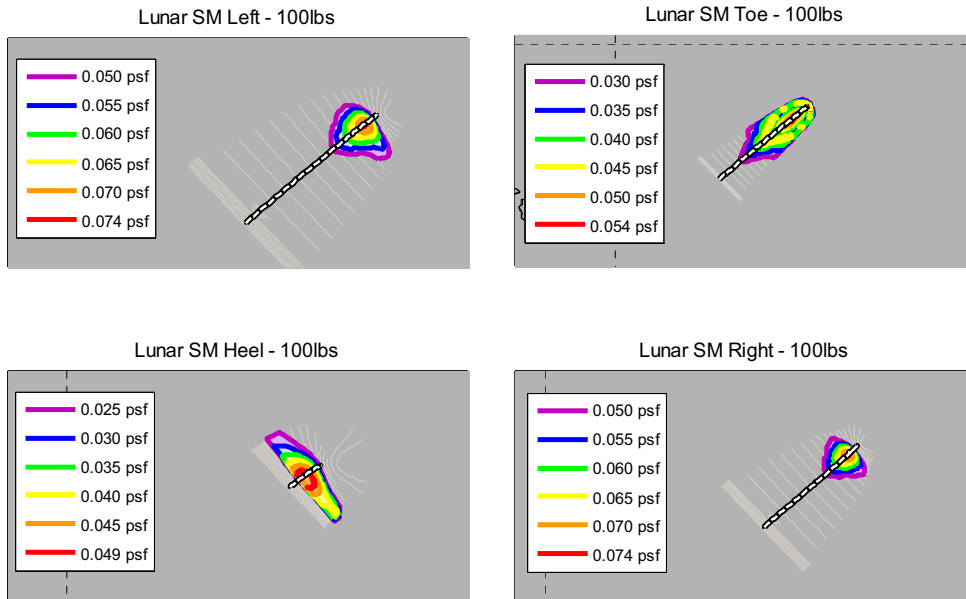 Lunar SM Left - 100lbs
0.050 psf
0.055 psf
0.060 psf
0.065 psf
0.070 psf
0.074 psf
Lunar SM Toe - 100lbs
0.030 psf
0.035 psf
0.040 psf
0.045 psf
0.050 psf
0.054 psf
Lunar SM Heel - 100lbs
0.025 psf
0.030 psf
0.035 psf
0.040 psf
0.045 psf
0.049 psf
Lunar SM Right - 100lbs
0.050 psf
0.055 psf
0.060 psf
0.065 psf
0.070 psf
0.074 psf